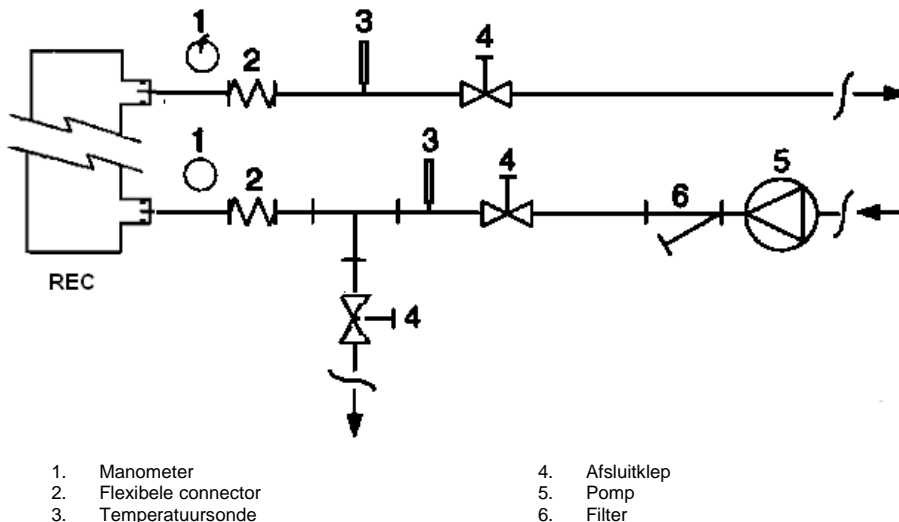 1
3
4
2
1
3
4
5
2
6
REC
4
1. Manometer
2. Flexibele connector
3. Temperatuursonde
4. Afsluitklep
5. Pomp
6. Filter